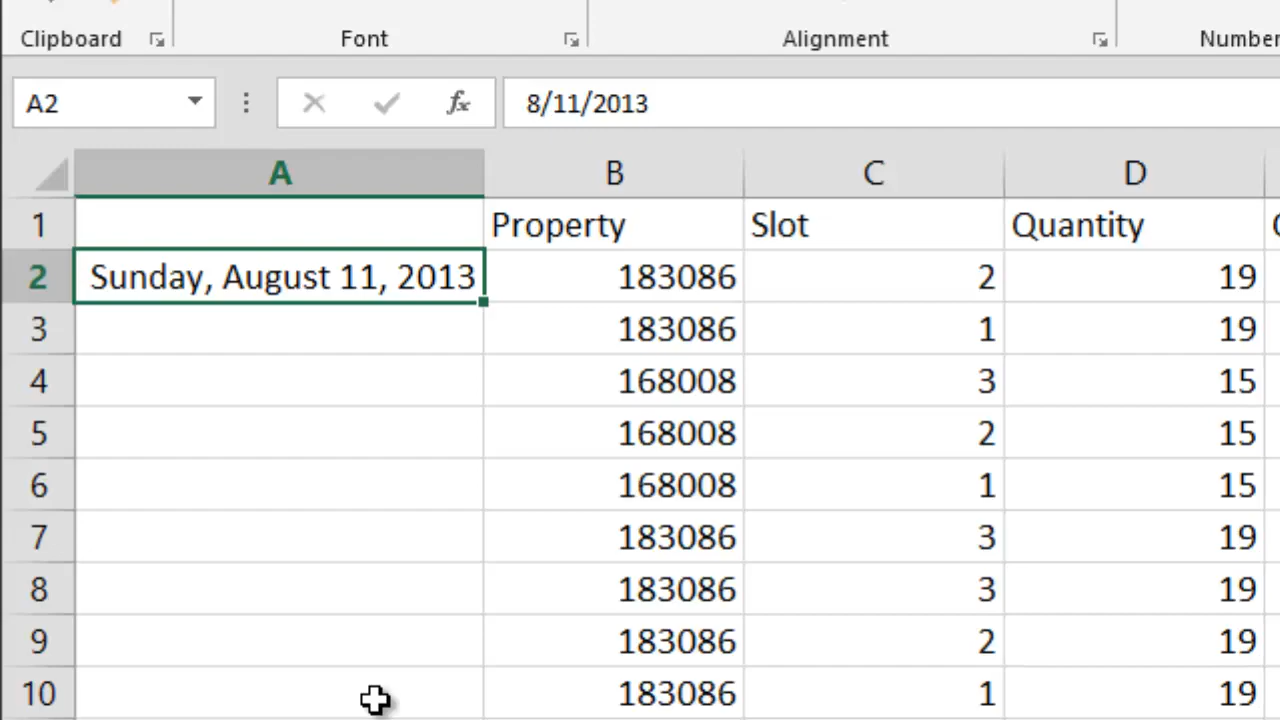 Clipboard Font Alignment Number
A2 fx 8/11/2013
A B C D
1 Property Slot Quantity
2 Sunday, August 11, 2013 183086 2 19
3 183086 1 19
4 168008 3 15
5 168008 2 15
6 168008 1 15
7 183086 3 19
8 183086 3 19
9 183086 2 19
10 183086 1 19